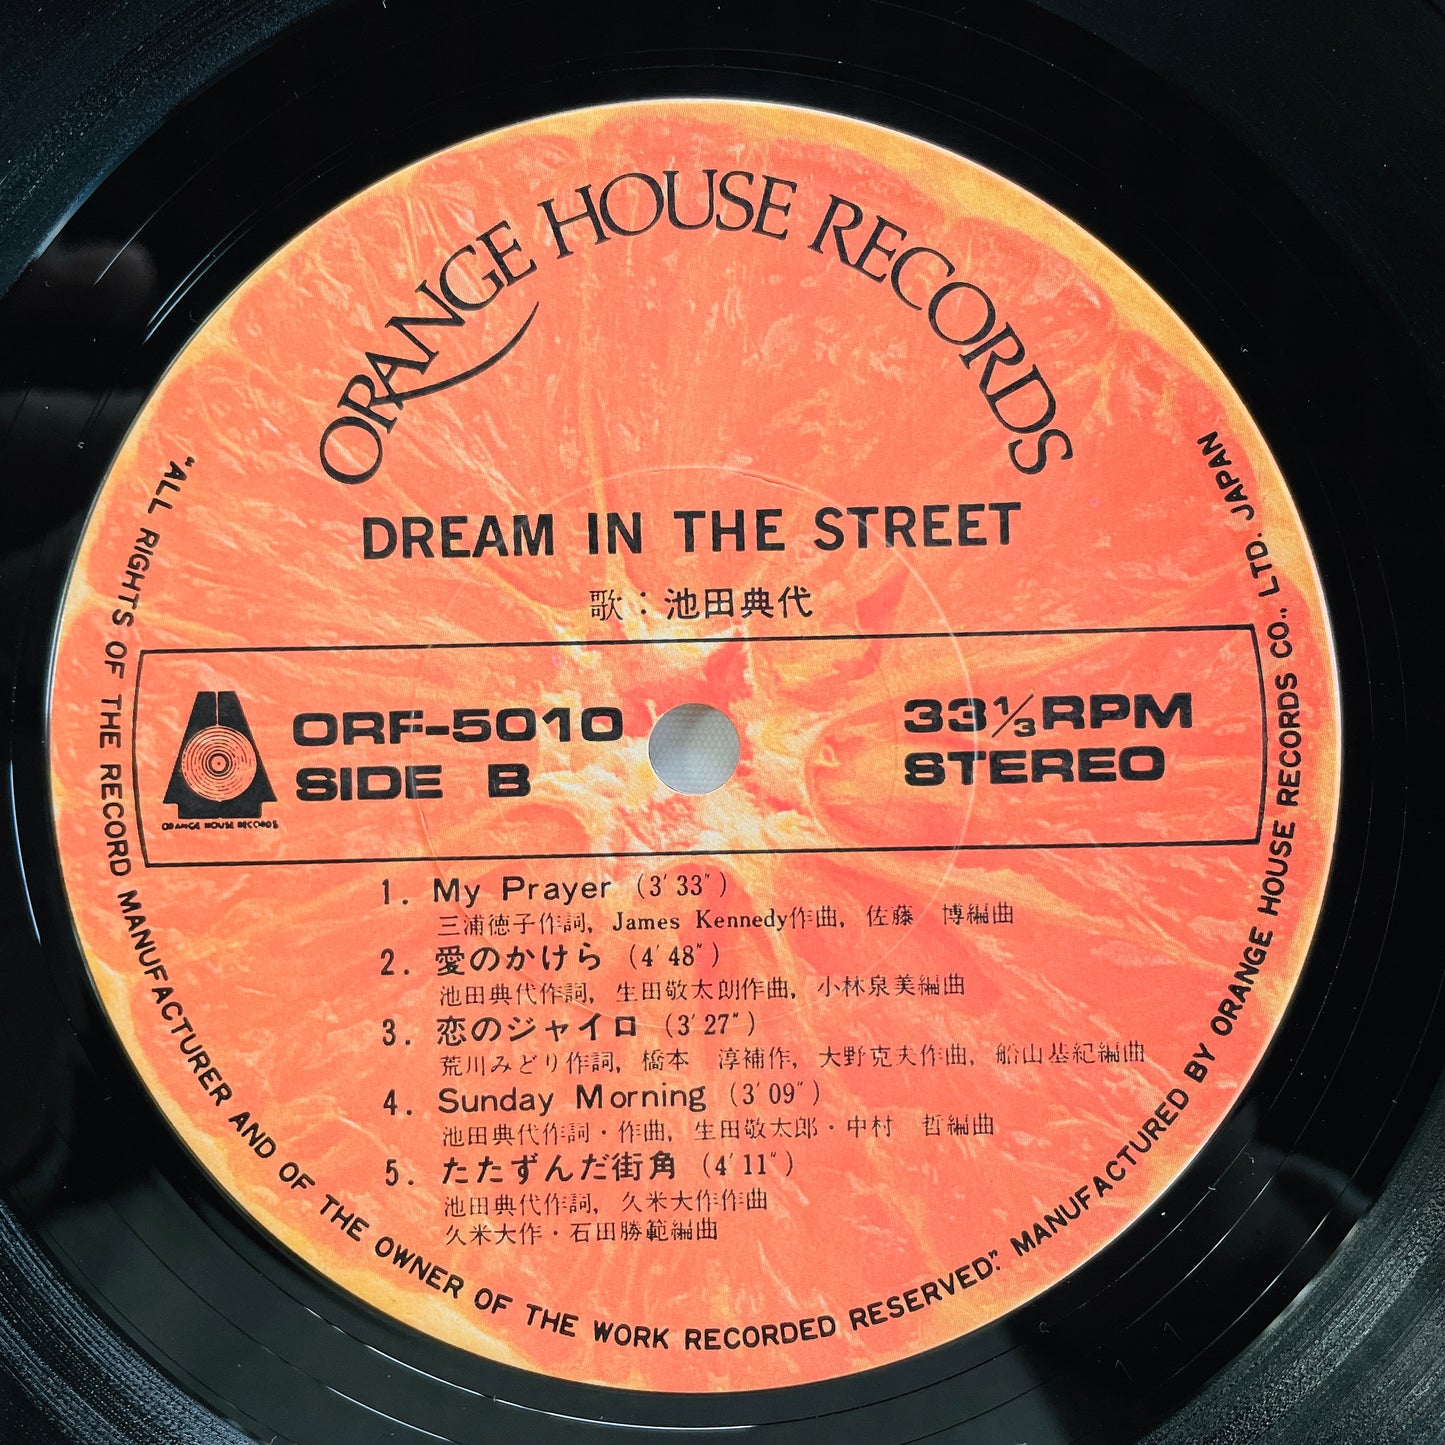 ORANGE HOUSE RECORDS
DREAM IN THE STREET
歌：池田典代
ORF-5010
SIDE B
33 1/3 RPM
STEREO
ORANGE HOUSE RECORDS
1. My Prayer (3′33″)
三浦徳子作詞, James Kennedy作曲, 佐藤　博編曲
2. 愛のかけら (4′48″)
池田典代作詞, 生田敬太朗作曲, 小林泉美編曲
3. 恋のジャイロ (3′27″)
荒川みどり作詞, 橋本　淳補作, 大野克夫作曲, 船山基紀編曲
4. Sunday Morning (3′09″)
池田典代作詞・作曲, 生田敬太郎・中村　哲編曲
5. たたずんだ街角 (4′11″)
池田典代作詞, 久米大作作曲
久米大作・石田勝範編曲
"ALL RIGHTS OF THE RECORD MANUFACTURER AND OF THE OWNER OF THE WORK RECORDED RESERVED". MANUFACTURED BY ORANGE HOUSE RECORDS CO., LTD. JAPAN